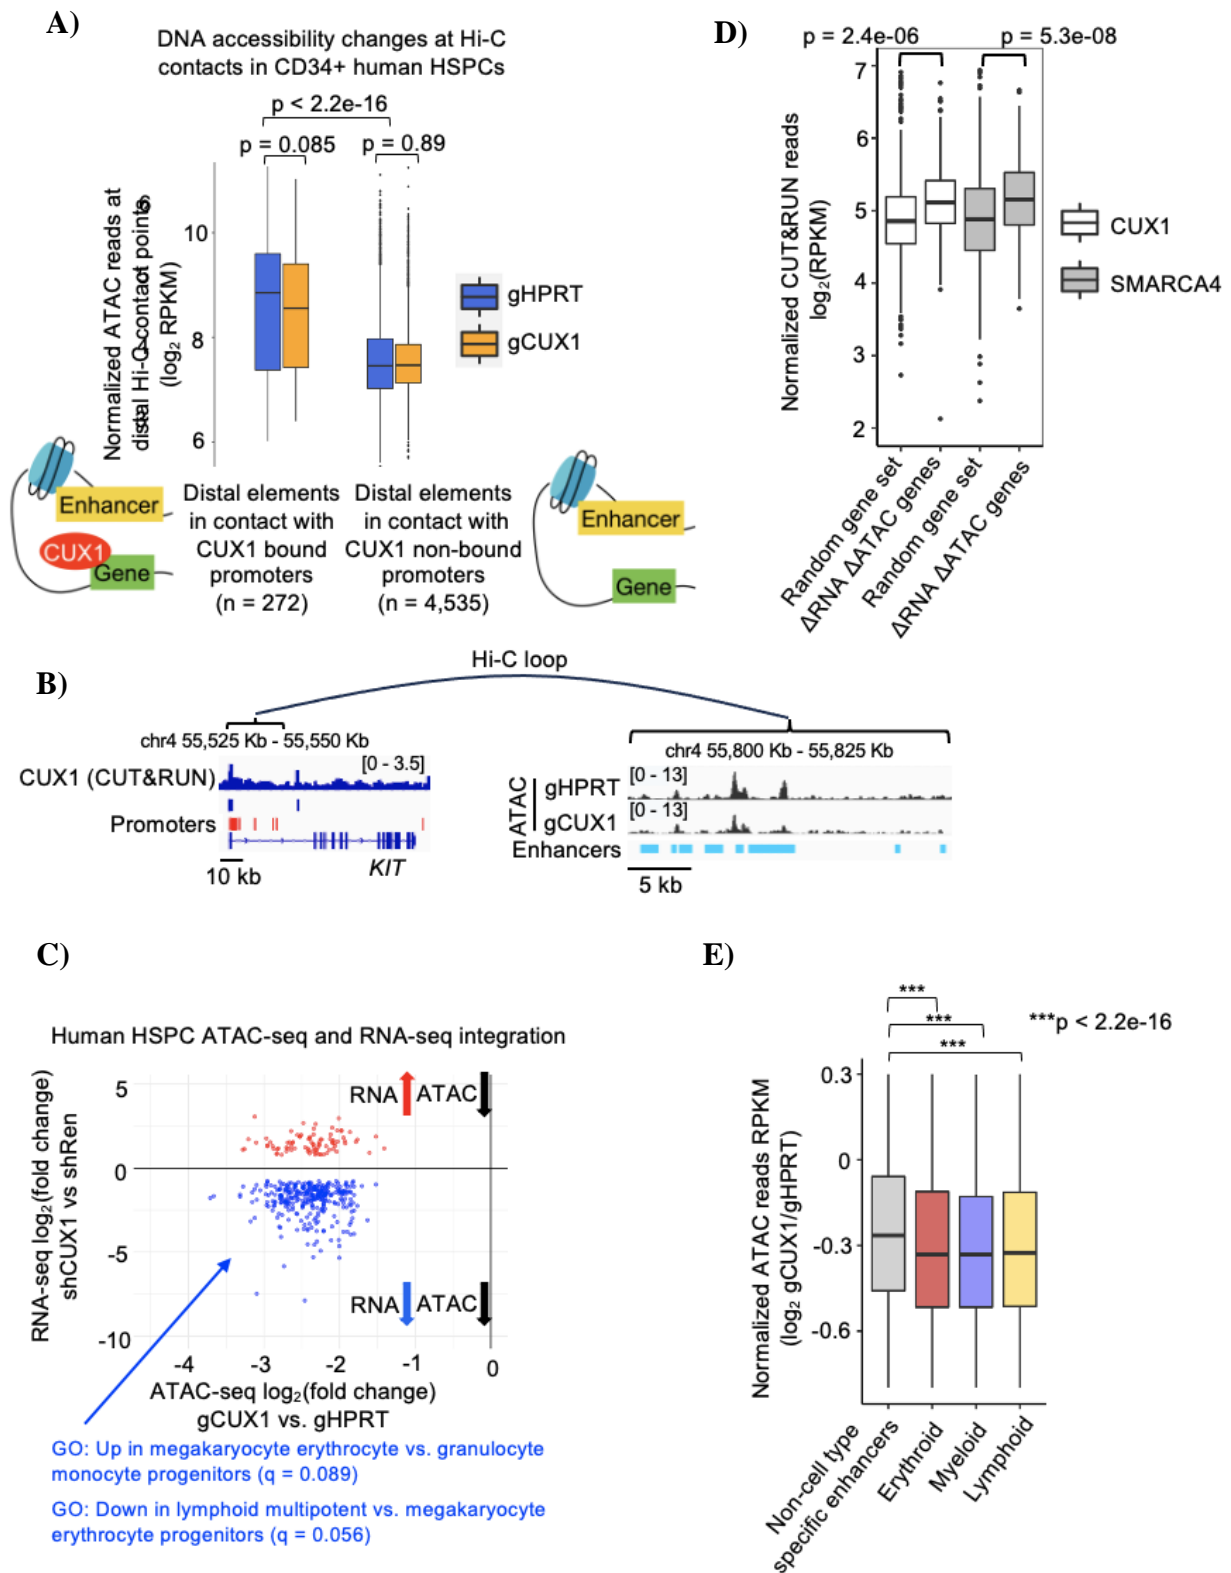 A)
DNA accessibility changes at Hi-C
contacts in CD34+ human HSPCs
p < 2.2e-16
p = 0.085
p = 0.89
Normalized ATAC reads at
distal Hi-C contact points
(log₂ RPKM)
10
8
6
gHPRT
gCUX1
Enhancer
CUX1
Gene
Distal elements
in contact with
CUX1 bound
promoters
(n = 272)
Distal elements
in contact with
CUX1 non-bound
promoters
(n = 4,535)
Enhancer
Gene
D)
p = 2.4e-06
p = 5.3e-08
Normalized CUT&RUN reads
log₂(RPKM)
7
6
5
4
3
2
CUX1
SMARCA4
Random gene set
ΔRNA ΔATAC genes
Random gene set
ΔRNA ΔATAC genes
B)
Hi-C loop
chr4 55,525 Kb - 55,550 Kb
CUX1 (CUT&RUN)
[0 - 3.5]
Promoters
KIT
10 kb
chr4 55,800 Kb - 55,825 Kb
ATAC
gHPRT
[0 - 13]
gCUX1
[0 - 13]
Enhancers
5 kb
C)
Human HSPC ATAC-seq and RNA-seq integration
RNA-seq log₂(fold change)
shCUX1 vs shRen
5
0
-5
-10
RNA ATAC
RNA ATAC
-4 -3 -2 -1 0
ATAC-seq log₂(fold change)
gCUX1 vs. gHPRT
GO: Up in megakaryocyte erythrocyte vs. granulocyte
monocyte progenitors (q = 0.089)
GO: Down in lymphoid multipotent vs. megakaryocyte
erythrocyte progenitors (q = 0.056)
E)
***
***
***
***p < 2.2e-16
Normalized ATAC reads RPKM
(log₂ gCUX1/gHPRT)
0.3
0
-0.3
-0.6
Non-cell type
specific enhancers
Erythroid
Myeloid
Lymphoid